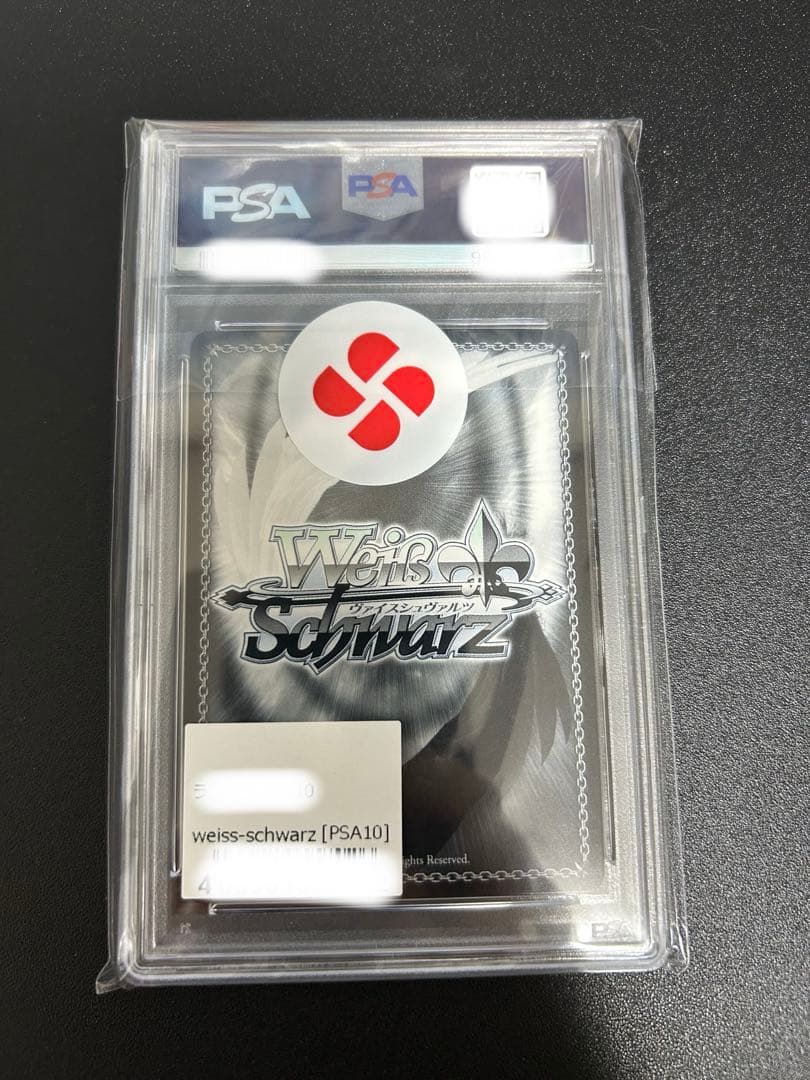 PSA
PSA
Weiß
ヴァイスシュヴァルツ
Schwarz
weiss-schwarz [PSA10]
ights Reserved.
PSA